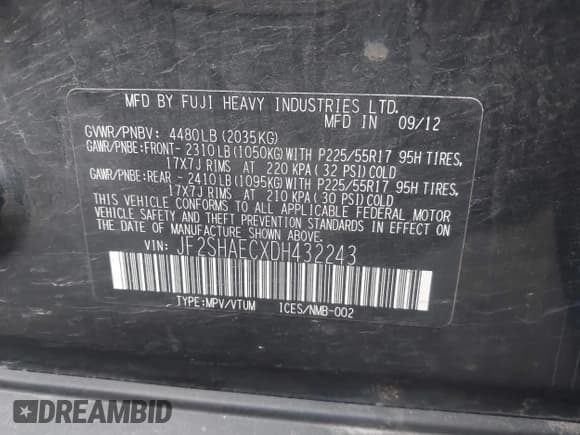 MFD BY FUJI HEAVY INDUSTRIES LTD.
MFD IN 09/12
GVWR/PNBV: 4480LB(2035KG)
GAWR/PNBE:FRONT-2310LB(1050KG)WITH P225/55R17 95H TIRES,
17X7J RIMS AT 220 KPA(32 PSI)COLD
GAWR/PNBE:REAR -2410LB(1095KG)WITH P225/55R17 95H TIRES,
17X7J RIMS AT 210 KPA(30 PSI)COLD
THIS VEHICLE CONFORMS TO ALL APPLICABLE FEDERAL MOTOR
VEHICLE SAFETY AND THEFT PREVENTION STANDARDS IN EFFECT ON
THE DATE OF MANUFACTURE SHOWN ABOVE.
VIN: JF2SHAECXDH432243
TYPE:MPV/VTUM ICES/NMB-002
DREAMBID